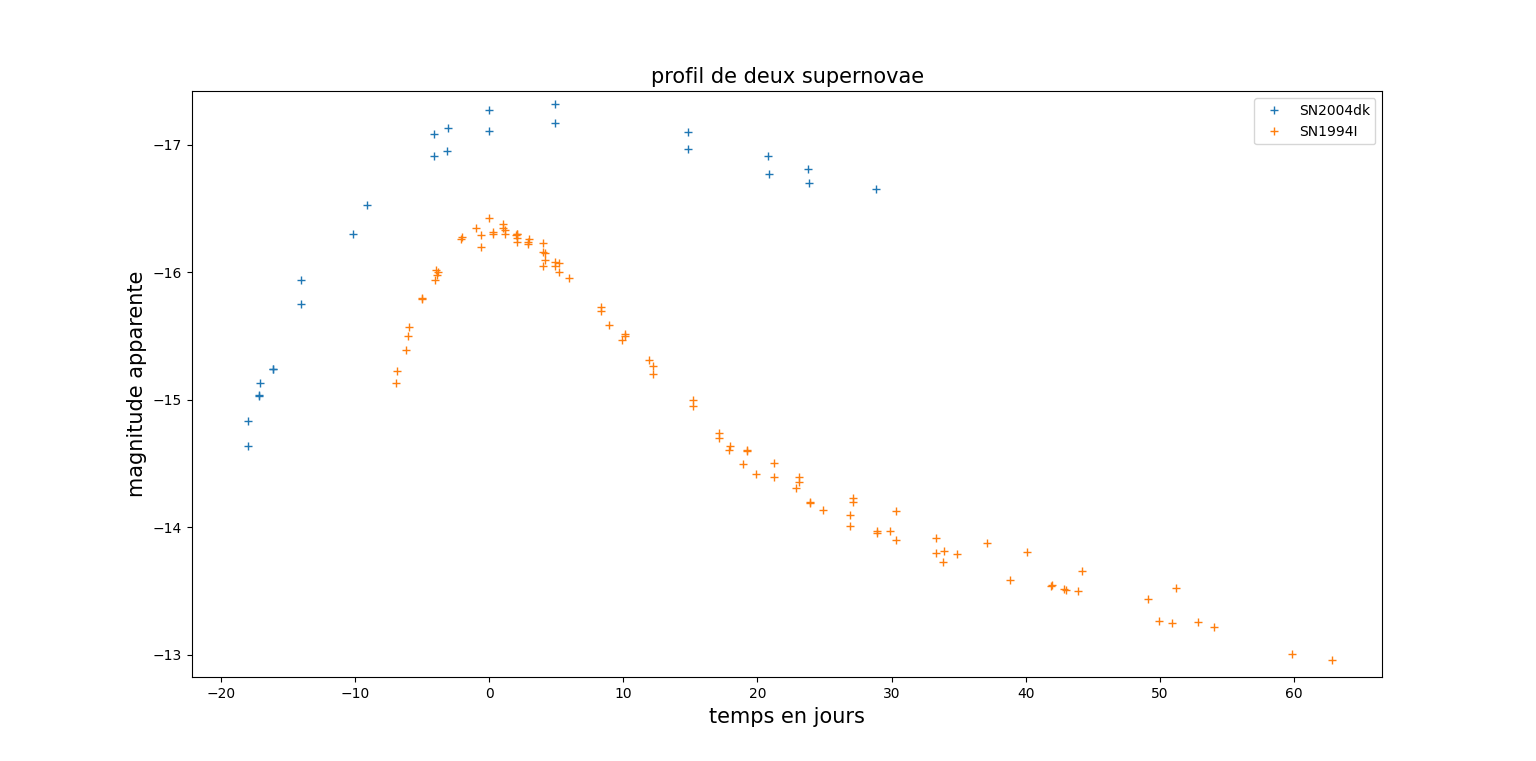 profil de deux supernovae
SN2004dk
SN1994I
magnitude apparente
−17
−16
−15
−14
−13
−20
−10
0
10
20
30
40
50
60
temps en jours